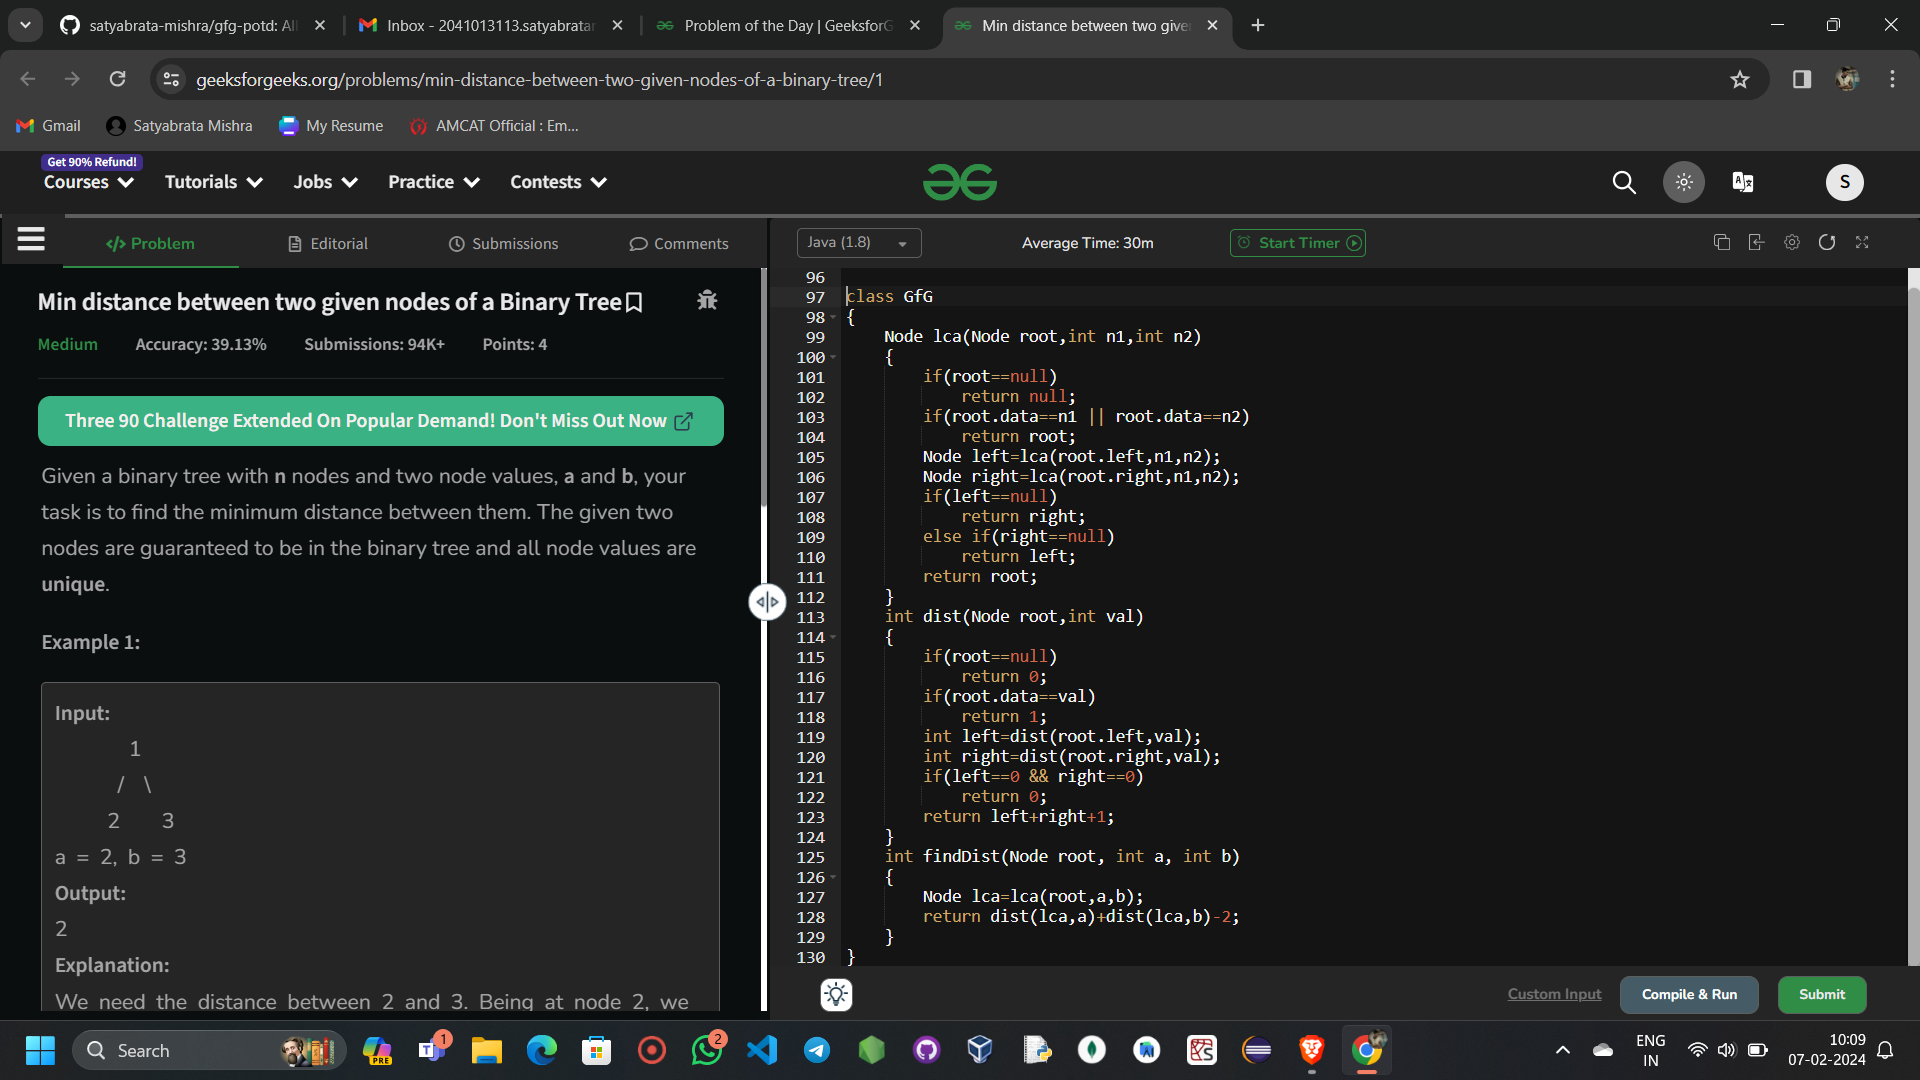 satyabrata-mishra/gfg-potd: Al
Inbox - 2041013113.satyabratar
Problem of the Day | GeeksforG
Min distance between two give
geeksforgeeks.org/problems/min-distance-between-two-given-nodes-of-a-binary-tree/1
Gmail
Satyabrata Mishra
My Resume
AMCAT Official : Em...
Get 90% Refund!
Courses
Tutorials
Jobs
Practice
Contests
S
</> Problem
Editorial
Submissions
Comments
Java (1.8)
Average Time: 30m
Start Timer
Min distance between two given nodes of a Binary Tree
Medium
Accuracy: 39.13%
Submissions: 94K+
Points: 4
Three 90 Challenge Extended On Popular Demand! Don't Miss Out Now
Given a binary tree with n nodes and two node values, a and b, your
task is to find the minimum distance between them. The given two
nodes are guaranteed to be in the binary tree and all node values are
unique.
Example 1:
Input:
1
/ \
2 3
a = 2, b = 3
Output:
2
Explanation:
We need the distance between 2 and 3. Being at node 2, we
96
97 class GfG
98 {
99 Node lca(Node root,int n1,int n2)
100 {
101 if(root==null)
102 return null;
103 if(root.data==n1 || root.data==n2)
104 return root;
105 Node left=lca(root.left,n1,n2);
106 Node right=lca(root.right,n1,n2);
107 if(left==null)
108 return right;
109 else if(right==null)
110 return left;
111 return root;
112 }
113 int dist(Node root,int val)
114 {
115 if(root==null)
116 return 0;
117 if(root.data==val)
118 return 1;
119 int left=dist(root.left,val);
120 int right=dist(root.right,val);
121 if(left==0 && right==0)
122 return 0;
123 return left+right+1;
124 }
125 int findDist(Node root, int a, int b)
126 {
127 Node lca=lca(root,a,b);
128 return dist(lca,a)+dist(lca,b)-2;
129 }
130 }
Custom Input
Compile & Run
Submit
Search
PRE
1
2
ENG
IN
10:09
07-02-2024